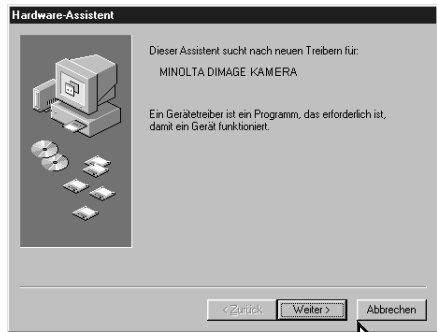 Hardware-Assistent
Dieser Assistent sucht nach neuen Treibern für:
MINOLTA DIMAGE KAMERA
Ein Gerätetreiber ist ein Programm, das erforderlich ist,
damit ein Gerät funktioniert.
< Zurück Weiter > Abbrechen